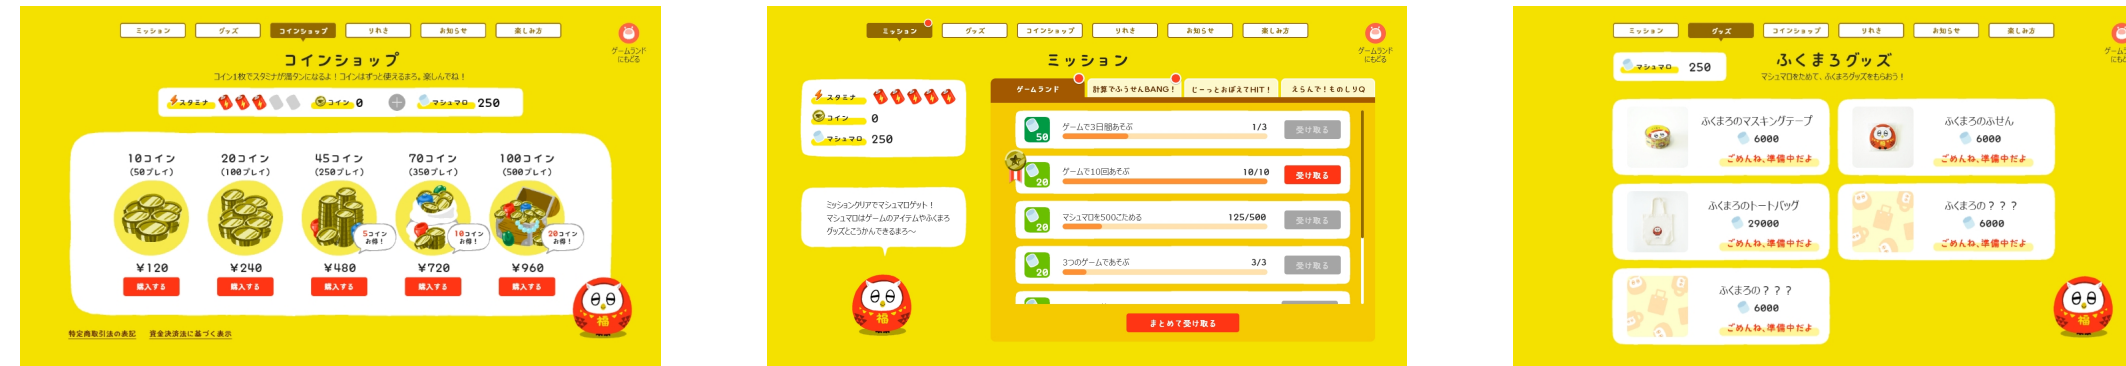 ミッション
グッズ
コインショップ
りれき
お知らせ
楽しみ方
ゲームランド
にもどる
コインショップ
コイン1枚でスタミナが満タンになるよ！コインはずっと使えるまろ。楽しんでね！
スタミナ
コイン 0
マシュマロ 250
10コイン
(50プレイ)
¥120
購入する
20コイン
(100プレイ)
¥240
購入する
45コイン
(250プレイ)
5コイン
お得！
¥480
購入する
70コイン
(350プレイ)
10コイン
お得！
¥720
購入する
100コイン
(500プレイ)
20コイン
お得！
¥960
購入する
福
特定商取引法の表記
資金決済法に基づく表示
ミッション
グッズ
コインショップ
りれき
お知らせ
楽しみ方
ゲームランド
にもどる
ミッション
スタミナ
コイン 0
マシュマロ 250
ミッションクリアでマシュマロゲット！
マシュマロはゲームのアイテムやふくまろ
グッズとこうかんできるまろ～
福
ゲームランド
計算でふうせんBANG！
じーっとおぼえてHIT！
えらんで！ものしりQ
50
ゲームで3日間あそぶ
1/3
受け取る
20
ゲームで10回あそぶ
10/10
受け取る
20
マシュマロを500こためる
125/500
受け取る
20
3つのゲームであそぶ
3/3
受け取る
まとめて受け取る
ミッション
グッズ
コインショップ
りれき
お知らせ
楽しみ方
マシュマロ 250
ふくまろグッズ
マシュマロをためて、ふくまろグッズをもらおう！
ふくまろのマスキングテープ
6000
ごめんね、準備中だよ
ふくまろのふせん
6000
ごめんね、準備中だよ
ふくまろのトートバッグ
29000
ごめんね、準備中だよ
ふくまろの？？？
6000
ごめんね、準備中だよ
ふくまろの？？？
6000
ごめんね、準備中だよ
福